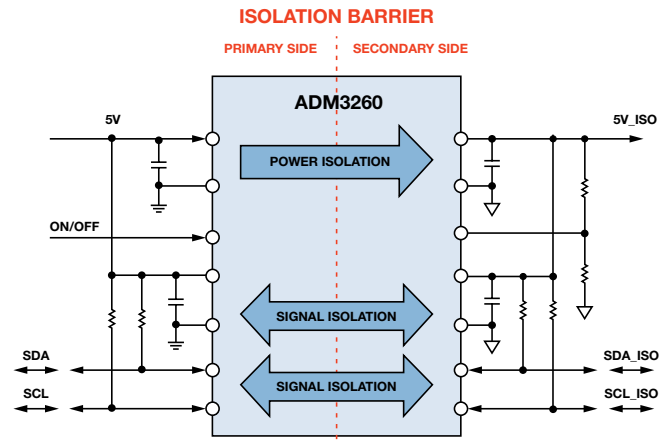 ISOLATION BARRIER
PRIMARY SIDE
SECONDARY SIDE
ADM3260
5V
5V_ISO
POWER ISOLATION
ON/OFF
SIGNAL ISOLATION
SDA
SIGNAL ISOLATION
SDA_ISO
SCL
SCL_ISO